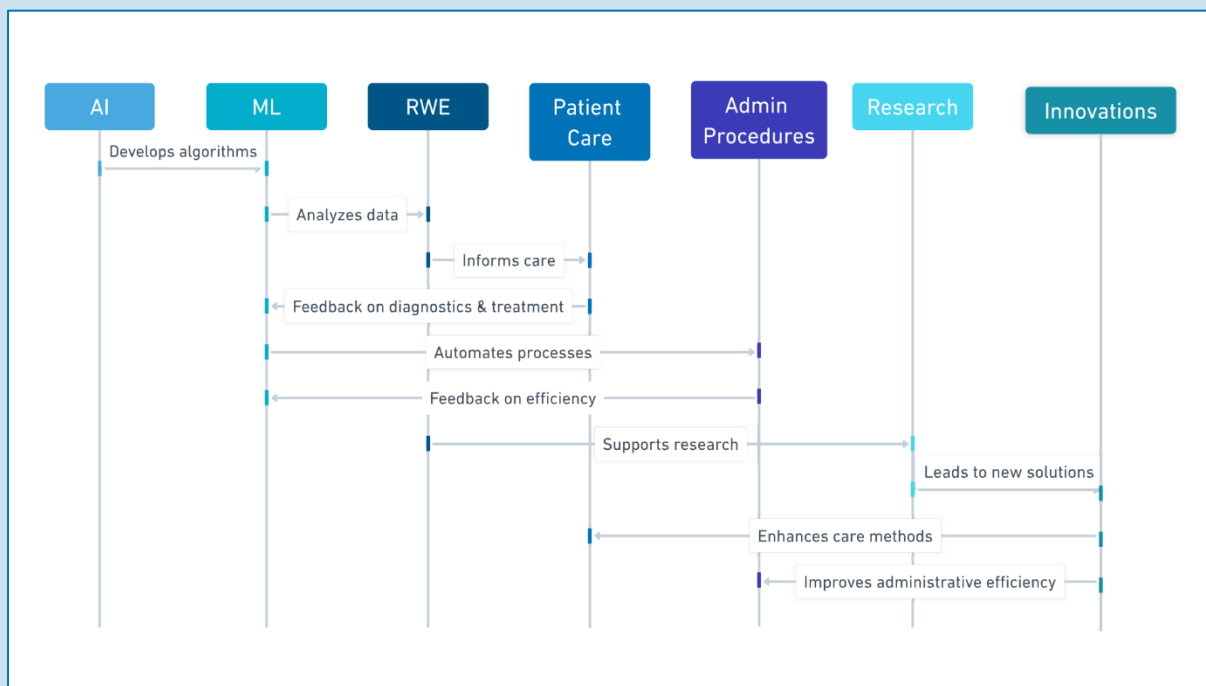 AI
ML
RWE
Patient
Care
Admin
Procedures
Research
Innovations
Develops algorithms
Analyzes data
Informs care
Feedback on diagnostics & treatment
Automates processes
Feedback on efficiency
Supports research
Leads to new solutions
Enhances care methods
Improves administrative efficiency